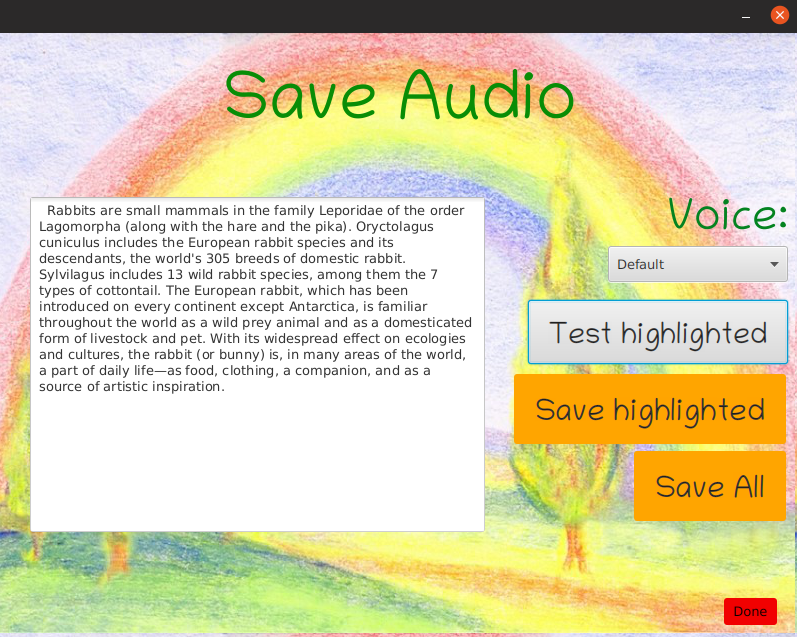 Save Audio
Rabbits are small mammals in the family Leporidae of the order
Lagomorpha (along with the hare and the pika). Oryctolagus
cuniculus includes the European rabbit species and its
descendants, the world's 305 breeds of domestic rabbit.
Sylvilagus includes 13 wild rabbit species, among them the 7
types of cottontail. The European rabbit, which has been
introduced on every continent except Antarctica, is familiar
throughout the world as a wild prey animal and as a domesticated
form of livestock and pet. With its widespread effect on ecologies
and cultures, the rabbit (or bunny) is, in many areas of the world,
a part of daily life—as food, clothing, a companion, and as a
source of artistic inspiration.
Voice:
Default
Test highlighted
Save highlighted
Save All
Done